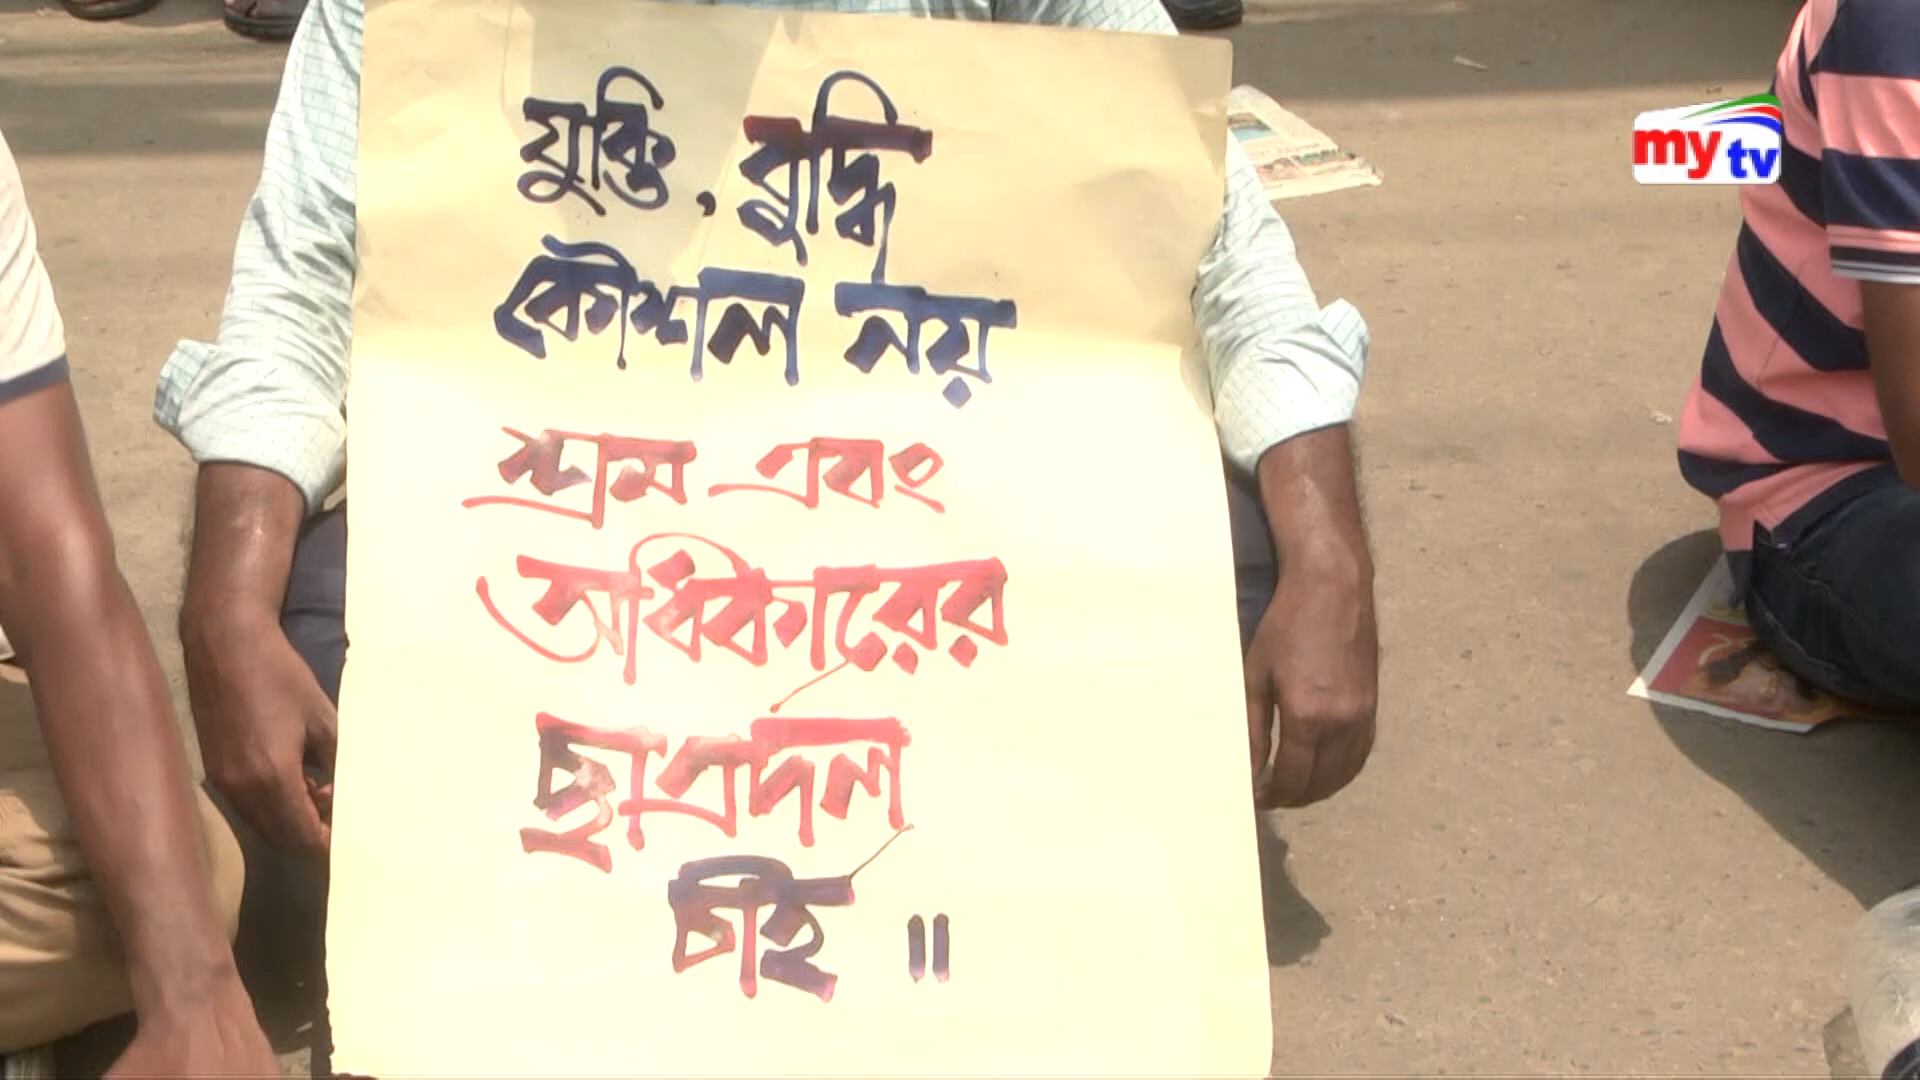 যুক্তি, বুদ্ধি
কৌশল নয়
শ্রম এবং
অধিকারের
ছাত্রদল
চাই ॥
my tv